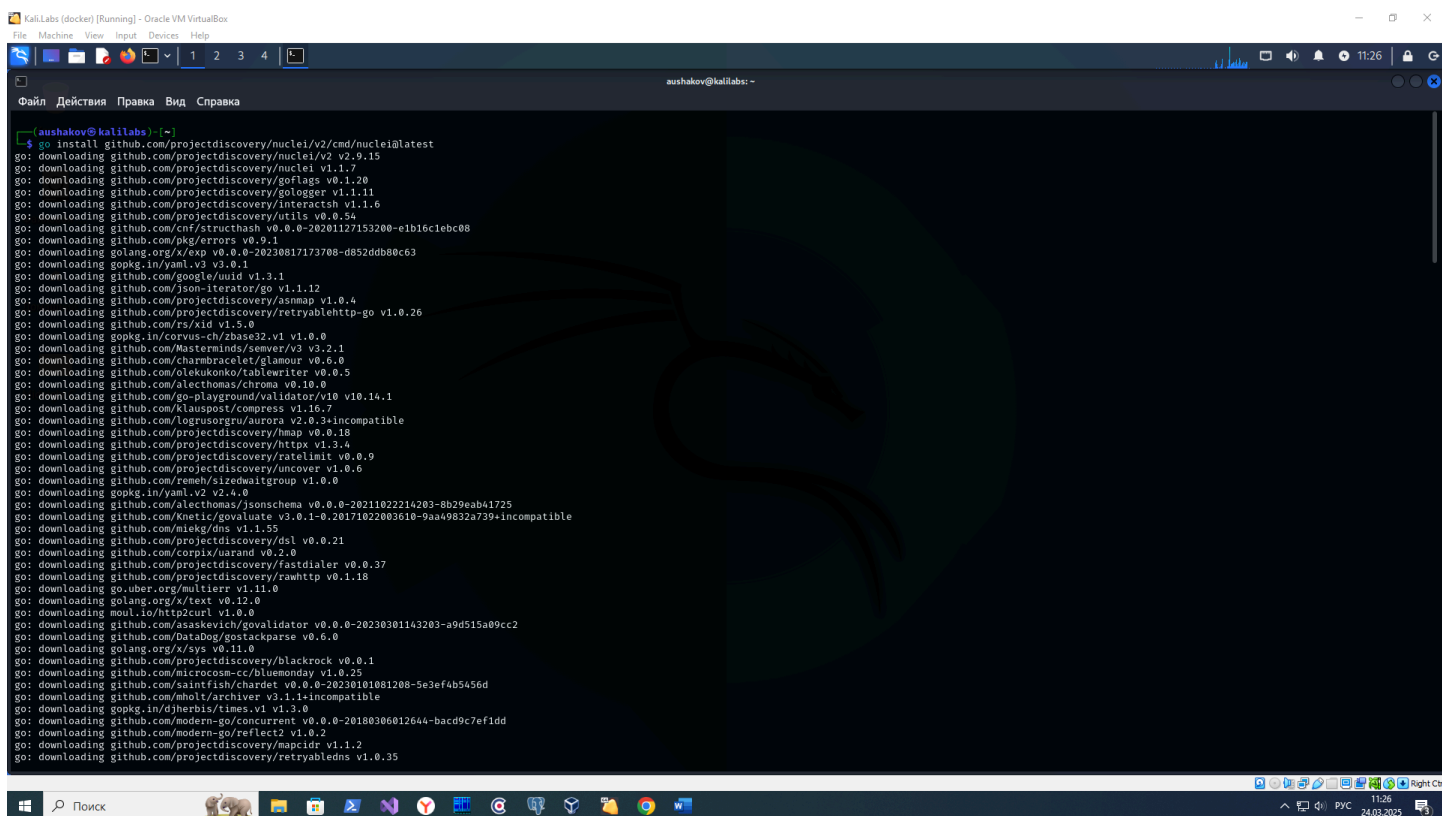 Kali.Labs (docker) [Running] - Oracle VM VirtualBox
File Machine View Input Devices Help
1 2 3 4 11:26
aushakov@kalilabs: ~
Файл Действия Правка Вид Справка
┌──(aushakov㉿kalilabs)-[~]
└─$ go install github.com/projectdiscovery/nuclei/v2/cmd/nuclei@latest
go: downloading github.com/projectdiscovery/nuclei/v2 v2.9.15
go: downloading github.com/projectdiscovery/nuclei v1.1.7
go: downloading github.com/projectdiscovery/goflags v0.1.20
go: downloading github.com/projectdiscovery/gologger v1.1.11
go: downloading github.com/projectdiscovery/interactsh v1.1.6
go: downloading github.com/projectdiscovery/utils v0.0.54
go: downloading github.com/cnf/structhash v0.0.0-20201127153200-e1b16c1ebc08
go: downloading github.com/pkg/errors v0.9.1
go: downloading golang.org/x/exp v0.0.0-20230817173708-d852ddb80c63
go: downloading gopkg.in/yaml.v3 v3.0.1
go: downloading github.com/google/uuid v1.3.1
go: downloading github.com/json-iterator/go v1.1.12
go: downloading github.com/projectdiscovery/asnmap v1.0.4
go: downloading github.com/projectdiscovery/retryablehttp-go v1.0.26
go: downloading github.com/rs/xid v1.5.0
go: downloading gopkg.in/corvus-ch/zbase32.v1 v1.0.0
go: downloading github.com/Masterminds/semver/v3 v3.2.1
go: downloading github.com/charmbracelet/glamour v0.6.0
go: downloading github.com/olekukonko/tablewriter v0.0.5
go: downloading github.com/alecthomas/chroma v0.10.0
go: downloading github.com/go-playground/validator/v10 v10.14.1
go: downloading github.com/klauspost/compress v1.16.7
go: downloading github.com/logrusorgru/aurora v2.0.3+incompatible
go: downloading github.com/projectdiscovery/hmap v0.0.18
go: downloading github.com/projectdiscovery/httpx v1.3.4
go: downloading github.com/projectdiscovery/ratelimit v0.0.9
go: downloading github.com/projectdiscovery/uncover v1.0.6
go: downloading github.com/remeh/sizedwaitgroup v1.0.0
go: downloading gopkg.in/yaml.v2 v2.4.0
go: downloading github.com/alecthomas/jsonschema v0.0.0-20211022214203-8b29eab41725
go: downloading github.com/Knetic/govaluate v3.0.1-0.20171022003610-9aa49832a739+incompatible
go: downloading github.com/miekg/dns v1.1.55
go: downloading github.com/projectdiscovery/dsl v0.0.21
go: downloading github.com/corpix/uarand v0.2.0
go: downloading github.com/projectdiscovery/fastdialer v0.0.37
go: downloading github.com/projectdiscovery/rawhttp v0.1.18
go: downloading go.uber.org/multierr v1.11.0
go: downloading golang.org/x/text v0.12.0
go: downloading moul.io/http2curl v1.0.0
go: downloading github.com/asaskevich/govalidator v0.0.0-20230301143203-a9d515a09cc2
go: downloading github.com/DataDog/gostackparse v0.6.0
go: downloading golang.org/x/sys v0.11.0
go: downloading github.com/projectdiscovery/blackrock v0.0.1
go: downloading github.com/microcosm-cc/bluemonday v1.0.25
go: downloading github.com/saintfish/chardet v0.0.0-20230101081208-5e3ef4b5456d
go: downloading github.com/mholt/archiver v3.1.1+incompatible
go: downloading gopkg.in/djherbis/times.v1 v1.3.0
go: downloading github.com/modern-go/concurrent v0.0.0-20180306012644-bacd9c7ef1dd
go: downloading github.com/modern-go/reflect2 v1.0.2
go: downloading github.com/projectdiscovery/mapcidr v1.1.2
go: downloading github.com/projectdiscovery/retryabledns v1.0.35
Right Ctr
Поиск
РУС
11:26
24.03.2025
3